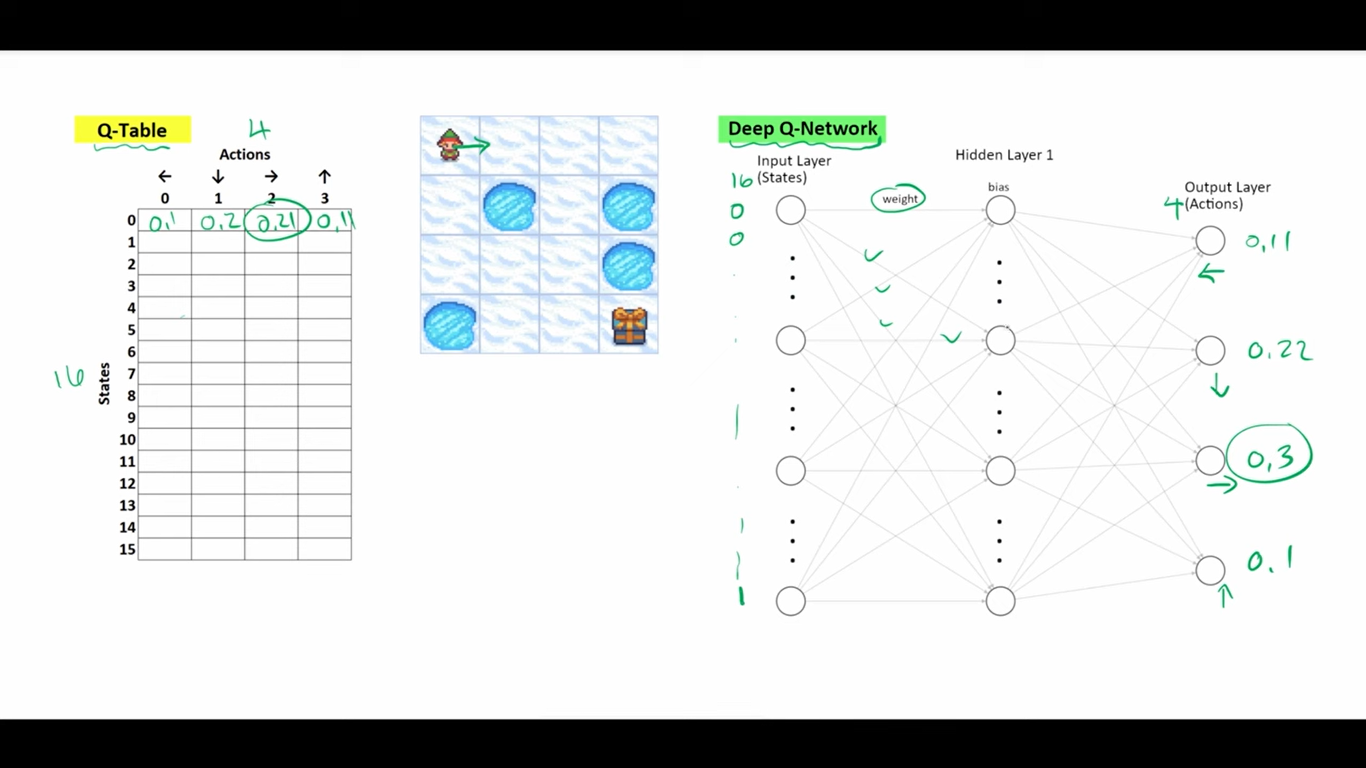 Q-Table
4
Actions
← ↓ → ↑
0 1 2 3
0 0,1 0,2 0,21 0,11
1
2
3
4
5
6
7
8
9
10
11
12
13
14
15
16
States
Deep Q-Network
Input Layer
(States)
16
0
0
1
weight
Hidden Layer 1
bias
Output Layer
(Actions)
4
0,11
←
0,22
↓
0,3
→
0,1
↑